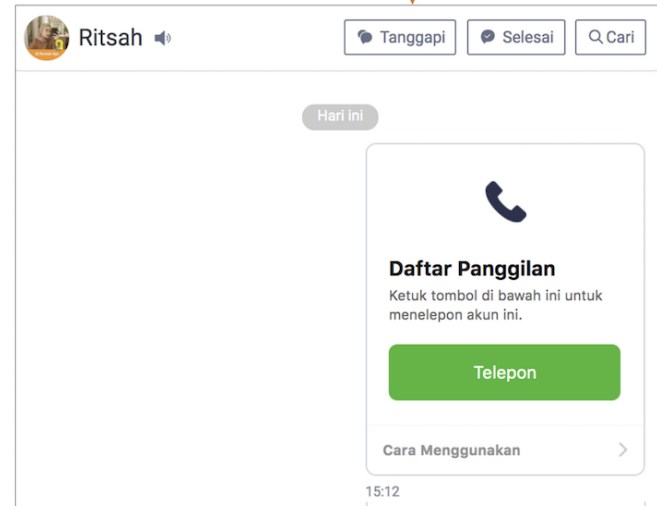 Ritsah
Tanggapi
Selesai
Cari
Hari ini
Daftar Panggilan
Ketuk tombol di bawah ini untuk
menelepon akun ini.
Telepon
Cara Menggunakan
15:12